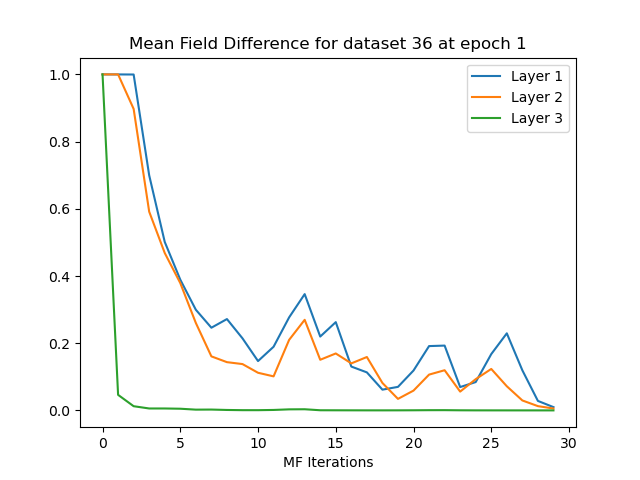 Mean Field Difference for dataset 36 at epoch 1
Layer 1
Layer 2
Layer 3
1.0
0.8
0.6
0.4
0.2
0.0
0 5 10 15 20 25 30
MF Iterations